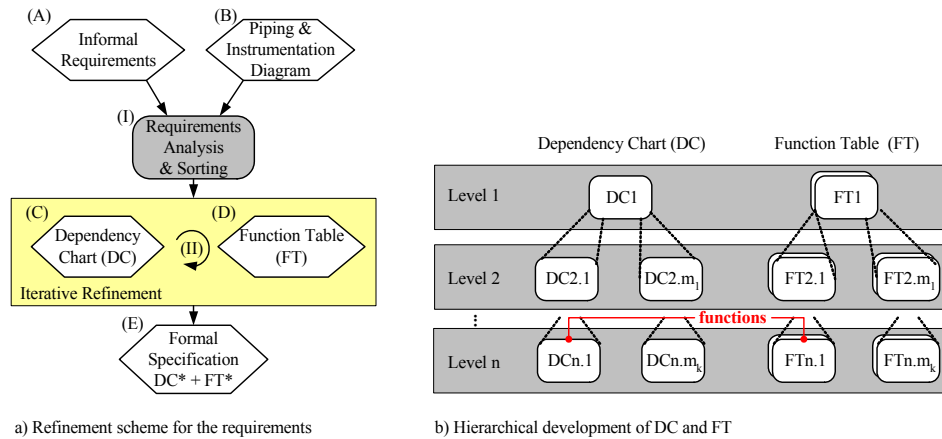 (A)
Informal
Requirements
(B)
Piping &
Instrumentation
Diagram
(I)
Requirements
Analysis
& Sorting
(C)
Dependency
Chart (DC)
(II)
(D)
Function Table
(FT)
Iterative Refinement
(E)
Formal
Specification
DC* + FT*
a) Refinement scheme for the requirements
Dependency Chart (DC)
Function Table (FT)
Level 1
DC1
FT1
Level 2
DC2.1
DC2.m1
FT2.1
FT2.m1
...
functions
Level n
DCn.1
DCn.mk
FTn.1
FTn.mk
b) Hierarchical development of DC and FT